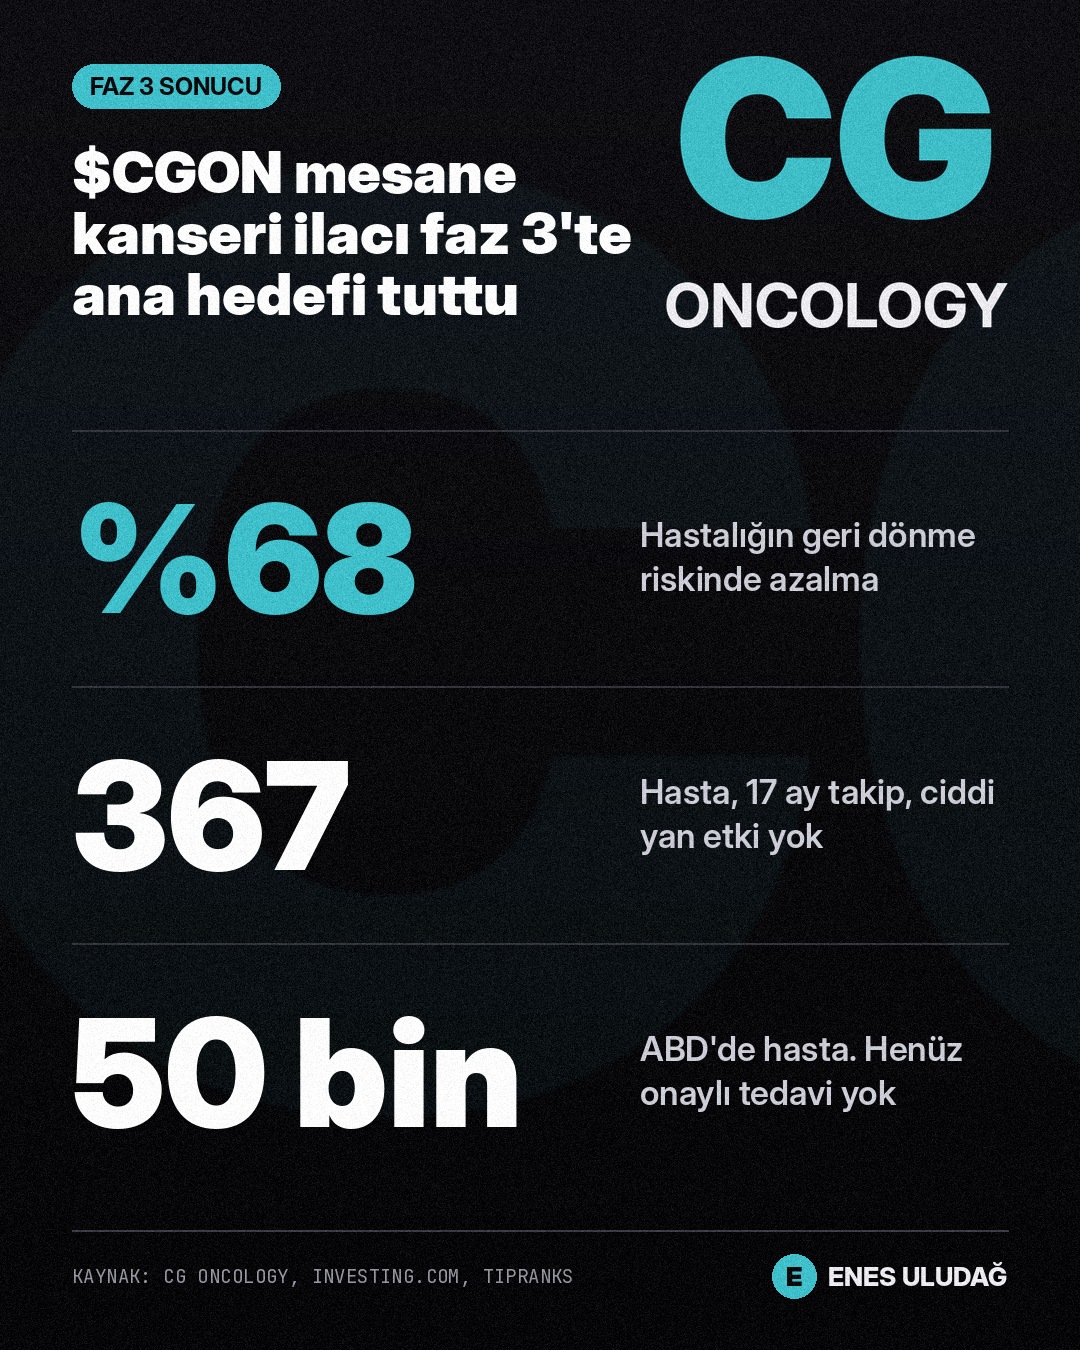 FAZ 3 SONUCU
$CGON mesane
kanseri ilacı faz 3'te
ana hedefi tuttu
CG
ONCOLOGY
%68
Hastalığın geri dönme
riskinde azalma
367
Hasta, 17 ay takip, ciddi
yan etki yok
50 bin
ABD'de hasta. Henüz
onaylı tedavi yok
KAYNAK: CG ONCOLOGY, INVESTING.COM, TIPRANKS
E ENES ULUDAĞ